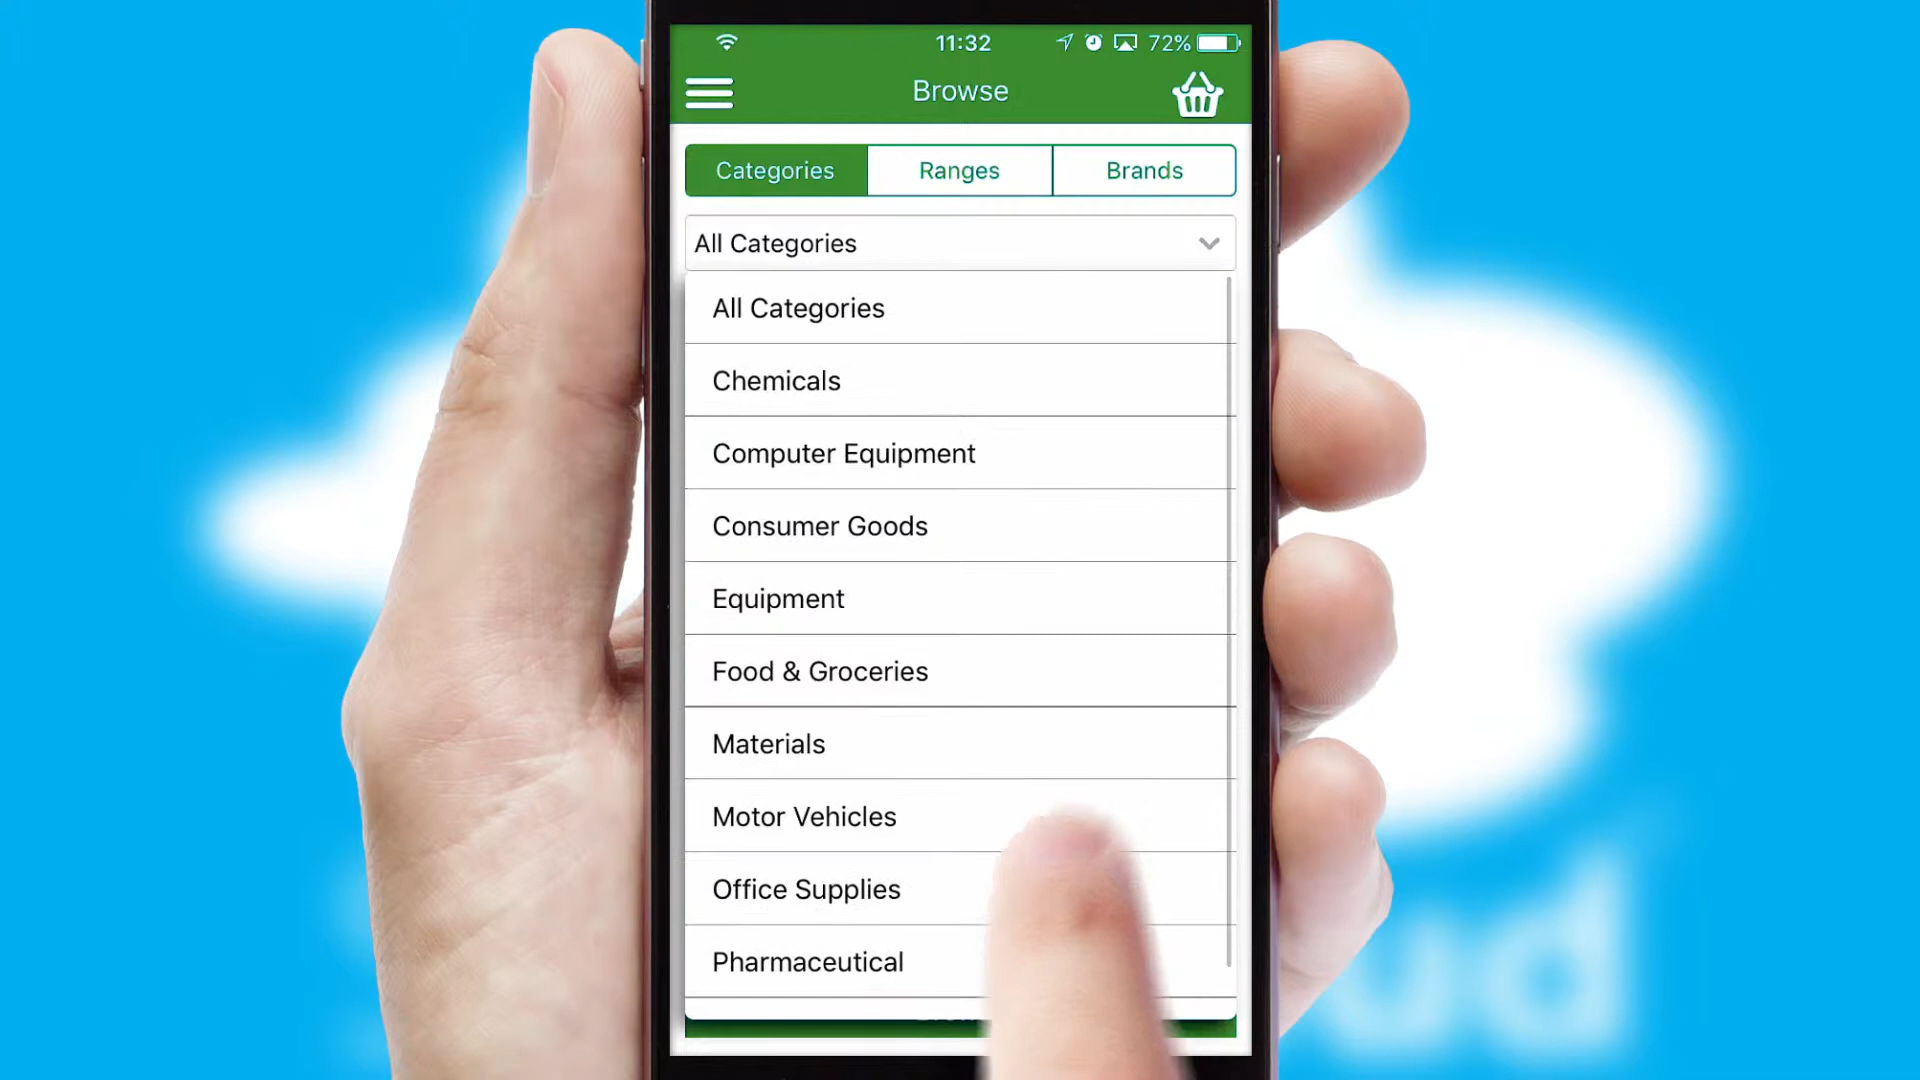 11:32
72%
Browse
Categories
Ranges
Brands
All Categories
All Categories
Chemicals
Computer Equipment
Consumer Goods
Equipment
Food & Groceries
Materials
Motor Vehicles
Office Supplies
Pharmaceutical